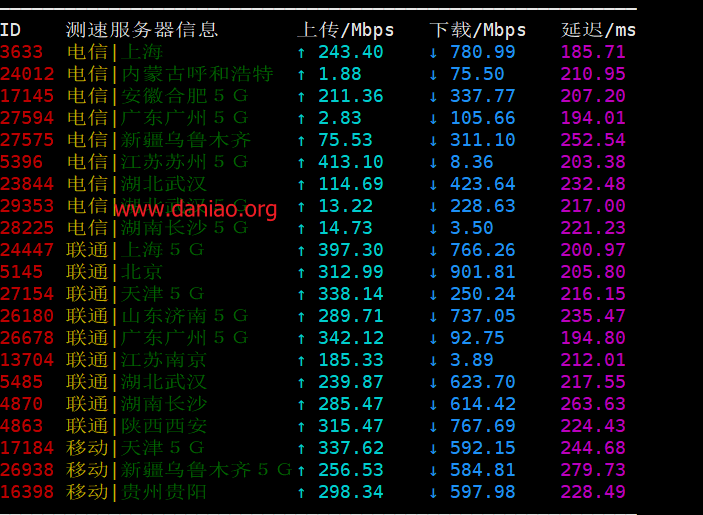 ID 测速服务器信息 上传/Mbps 下载/Mbps 延迟/ms
3633 电信|上海 ↑ 243.40 ↓ 780.99 185.71
24012 电信|内蒙古呼和浩特 ↑ 1.88 ↓ 75.50 210.95
17145 电信|安徽合肥５Ｇ ↑ 211.36 ↓ 337.77 207.20
27594 电信|广东广州５Ｇ ↑ 2.83 ↓ 105.66 194.01
27575 电信|新疆乌鲁木齐 ↑ 75.53 ↓ 311.10 252.54
5396 电信|江苏苏州５Ｇ ↑ 413.10 ↓ 8.36 203.38
23844 电信|湖北武汉 ↑ 114.69 ↓ 423.64 232.48
29353 电信|湖北武汉５Ｇ ↑ 13.22 ↓ 228.63 217.00
www.daniao.org
28225 电信|湖南长沙５Ｇ ↑ 14.73 ↓ 3.50 221.23
24447 联通|上海５Ｇ ↑ 397.30 ↓ 766.26 200.97
5145 联通|北京 ↑ 312.99 ↓ 901.81 205.80
27154 联通|天津５Ｇ ↑ 338.14 ↓ 250.24 216.15
26180 联通|山东济南５Ｇ ↑ 289.71 ↓ 737.05 235.47
26678 联通|广东广州５Ｇ ↑ 342.12 ↓ 92.75 194.80
13704 联通|江苏南京 ↑ 185.33 ↓ 3.89 212.01
5485 联通|湖北武汉 ↑ 239.87 ↓ 623.70 217.55
4870 联通|湖南长沙 ↑ 285.47 ↓ 614.42 263.63
4863 联通|陕西西安 ↑ 315.47 ↓ 767.69 224.43
17184 移动|天津５Ｇ ↑ 337.62 ↓ 592.15 244.68
26938 移动|新疆乌鲁木齐５Ｇ ↑ 256.53 ↓ 584.81 279.73
16398 移动|贵州贵阳 ↑ 298.34 ↓ 597.98 228.49